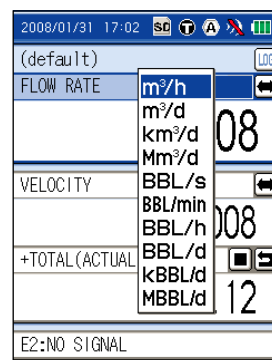 2008/01/31 17:02 SD T A
(default) LOG
FLOW RATE
m³/h
m³/d
km³/d
Mm³/d
BBL/s
BBL/min
BBL/h
BBL/d
kBBL/d
MBBL/d
08
VELOCITY
008
+TOTAL(ACTUAL
12
E2:NO SIGNAL